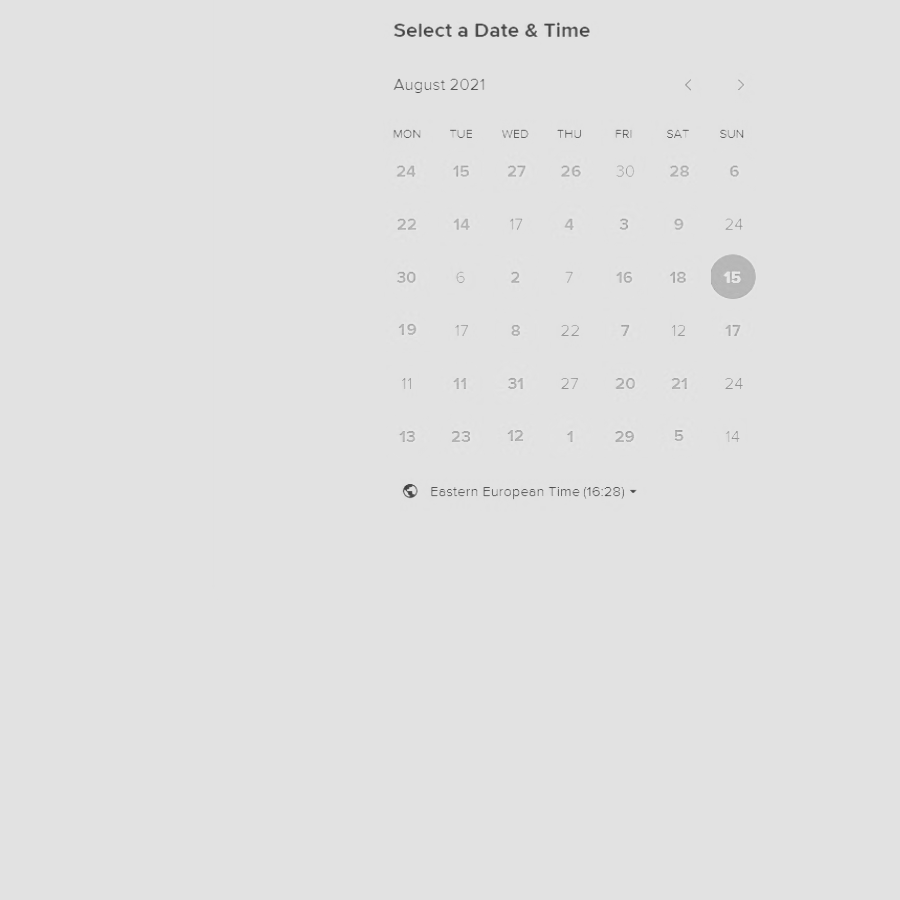 Select a Date & Time
August 2021
MON TUE WED THU FRI SAT SUN
24 15 27 26 30 28 6
22 14 17 4 3 9 24
30 6 2 7 16 18 15
19 17 8 22 7 12 17
11 11 31 27 20 21 24
13 23 12 1 29 5 14
Eastern European Time (16:28)